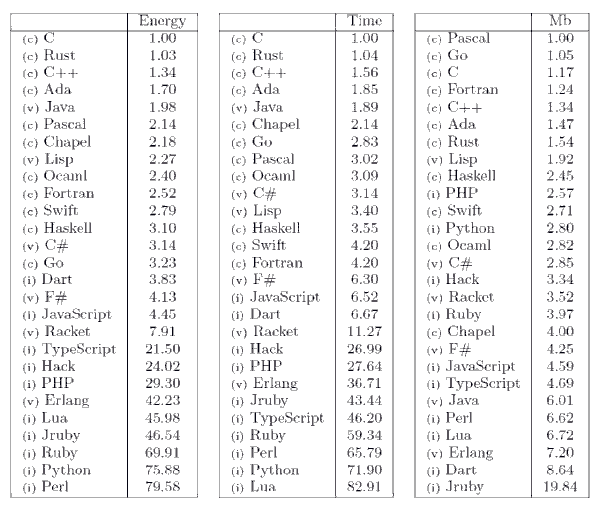 Energy
(c) C 1.00
(c) Rust 1.03
(c) C++ 1.34
(c) Ada 1.70
(v) Java 1.98
(c) Pascal 2.14
(c) Chapel 2.18
(v) Lisp 2.27
(c) Ocaml 2.40
(c) Fortran 2.52
(c) Swift 2.79
(c) Haskell 3.10
(v) C# 3.14
(c) Go 3.23
(i) Dart 3.83
(v) F# 4.13
(i) JavaScript 4.45
(v) Racket 7.91
(i) TypeScript 21.50
(i) Hack 24.02
(i) PHP 29.30
(v) Erlang 42.23
(i) Lua 45.98
(i) Jruby 46.54
(i) Ruby 69.91
(i) Python 75.88
(i) Perl 79.58
Time
(c) C 1.00
(c) Rust 1.04
(c) C++ 1.56
(c) Ada 1.85
(v) Java 1.89
(c) Chapel 2.14
(c) Go 2.83
(c) Pascal 3.02
(c) Ocaml 3.09
(v) C# 3.14
(v) Lisp 3.40
(c) Haskell 3.55
(c) Swift 4.20
(c) Fortran 4.20
(v) F# 6.30
(i) JavaScript 6.52
(i) Dart 6.67
(v) Racket 11.27
(i) Hack 26.99
(i) PHP 27.64
(v) Erlang 36.71
(i) Jruby 43.44
(i) TypeScript 46.20
(i) Ruby 59.34
(i) Perl 65.79
(i) Python 71.90
(i) Lua 82.91
Mb
(c) Pascal 1.00
(c) Go 1.05
(c) C 1.17
(c) Fortran 1.24
(c) C++ 1.34
(c) Ada 1.47
(c) Rust 1.54
(v) Lisp 1.92
(c) Haskell 2.45
(i) PHP 2.57
(c) Swift 2.71
(i) Python 2.80
(c) Ocaml 2.82
(v) C# 2.85
(i) Hack 3.34
(v) Racket 3.52
(i) Ruby 3.97
(c) Chapel 4.00
(v) F# 4.25
(i) JavaScript 4.59
(i) TypeScript 4.69
(v) Java 6.01
(i) Perl 6.62
(i) Lua 6.72
(v) Erlang 7.20
(i) Dart 8.64
(i) Jruby 19.84